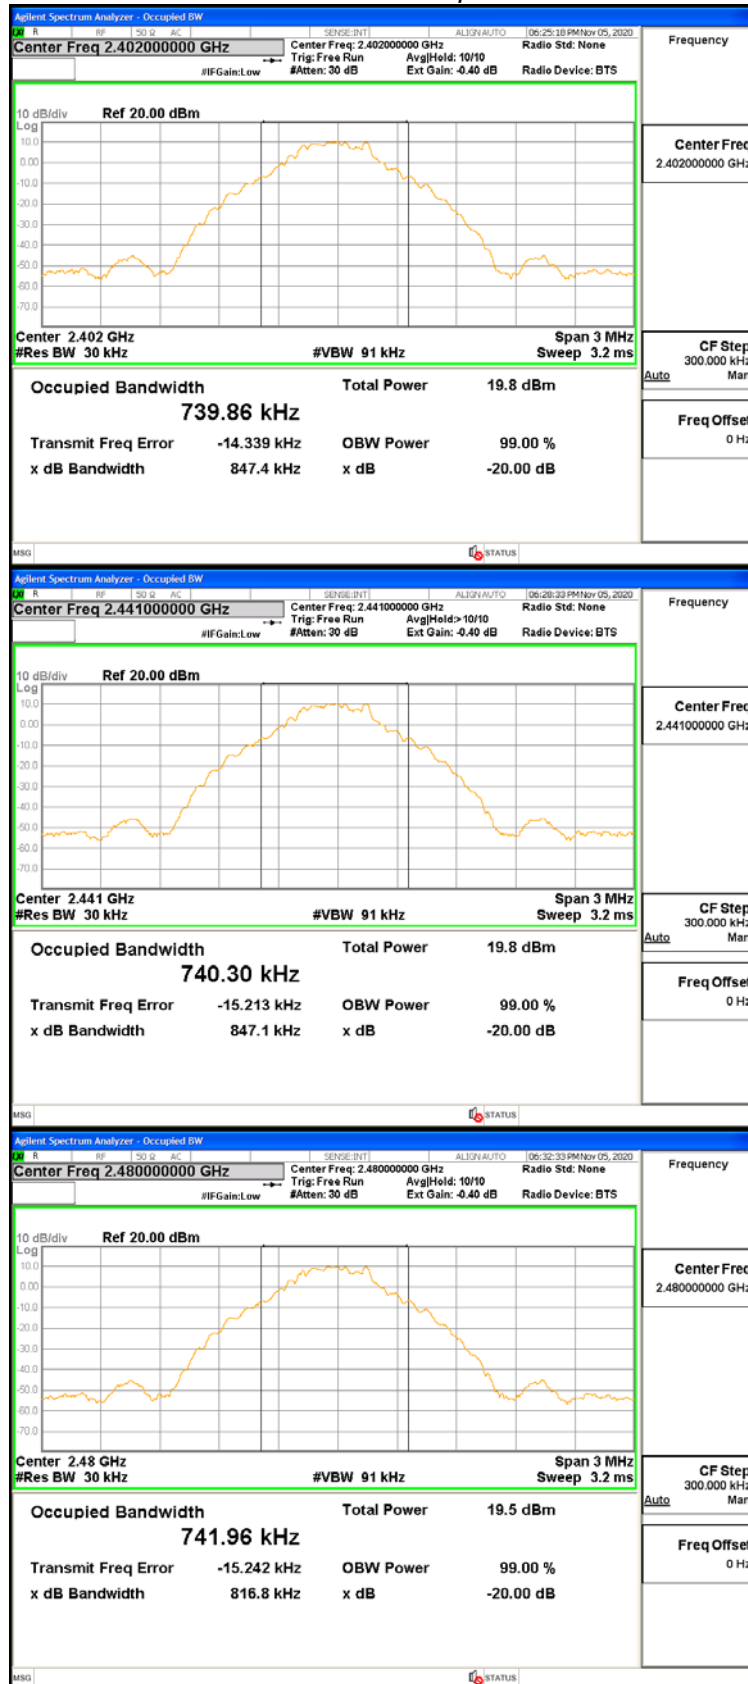 Agilent Spectrum Analyzer - Occupied BW
R RF 50 Ω AC SENSE:INT ALIGN AUTO 06:25:18 PM Nov 05, 2020
Center Freq 2.402000000 GHz Center Freq: 2.402000000 GHz Radio Std: None Frequency
Trig: Free Run Avg|Hold: 10/10
#IFGain:Low #Atten: 30 dB Ext Gain: -0.40 dB Radio Device: BTS
10 dB/div Ref 20.00 dBm
Log
10.0
0.00
-10.0
-20.0
-30.0
-40.0
-50.0
-60.0
-70.0
Center Freq
2.402000000 GHz
Center 2.402 GHz Span 3 MHz
#Res BW 30 kHz #VBW 91 kHz Sweep 3.2 ms
CF Step
300.000 kHz
Auto Man
Occupied Bandwidth Total Power 19.8 dBm
739.86 kHz
Transmit Freq Error -14.339 kHz OBW Power 99.00 %
x dB Bandwidth 847.4 kHz x dB -20.00 dB
Freq Offset
0 Hz
MSG STATUS
Agilent Spectrum Analyzer - Occupied BW
R RF 50 Ω AC SENSE:INT ALIGN AUTO 06:28:33 PM Nov 05, 2020
Center Freq 2.441000000 GHz Center Freq: 2.441000000 GHz Radio Std: None Frequency
Trig: Free Run Avg|Hold:>10/10
#IFGain:Low #Atten: 30 dB Ext Gain: -0.40 dB Radio Device: BTS
10 dB/div Ref 20.00 dBm
Log
10.0
0.00
-10.0
-20.0
-30.0
-40.0
-50.0
-60.0
-70.0
Center Freq
2.441000000 GHz
Center 2.441 GHz Span 3 MHz
#Res BW 30 kHz #VBW 91 kHz Sweep 3.2 ms
CF Step
300.000 kHz
Auto Man
Occupied Bandwidth Total Power 19.8 dBm
740.30 kHz
Transmit Freq Error -15.213 kHz OBW Power 99.00 %
x dB Bandwidth 847.1 kHz x dB -20.00 dB
Freq Offset
0 Hz
MSG STATUS
Agilent Spectrum Analyzer - Occupied BW
R RF 50 Ω AC SENSE:INT ALIGN AUTO 06:32:33 PM Nov 05, 2020
Center Freq 2.480000000 GHz Center Freq: 2.480000000 GHz Radio Std: None Frequency
Trig: Free Run Avg|Hold: 10/10
#IFGain:Low #Atten: 30 dB Ext Gain: -0.40 dB Radio Device: BTS
10 dB/div Ref 20.00 dBm
Log
10.0
0.00
-10.0
-20.0
-30.0
-40.0
-50.0
-60.0
-70.0
Center Freq
2.480000000 GHz
Center 2.48 GHz Span 3 MHz
#Res BW 30 kHz #VBW 91 kHz Sweep 3.2 ms
CF Step
300.000 kHz
Auto Man
Occupied Bandwidth Total Power 19.5 dBm
741.96 kHz
Transmit Freq Error -15.242 kHz OBW Power 99.00 %
x dB Bandwidth 816.8 kHz x dB -20.00 dB
Freq Offset
0 Hz
MSG STATUS